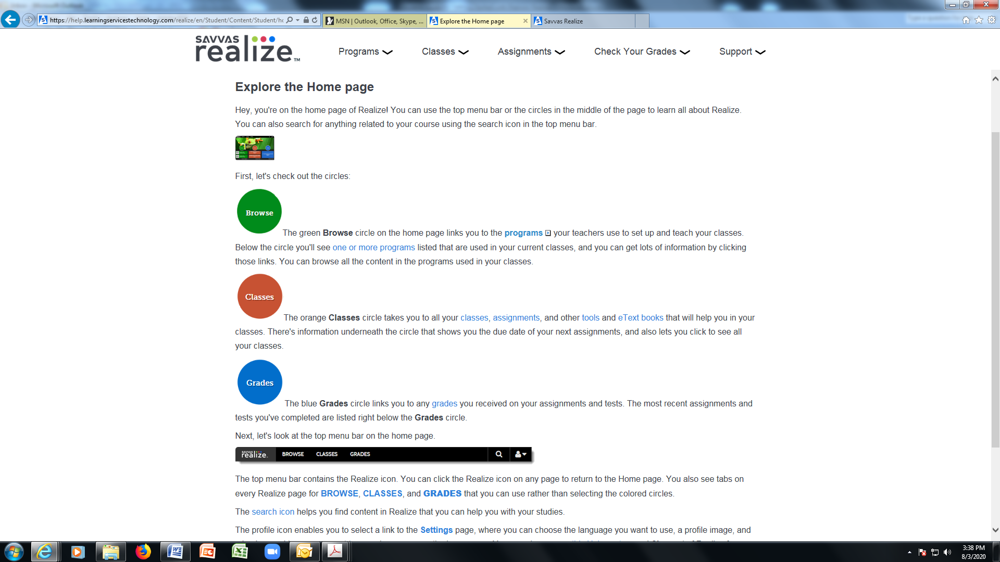 https://help.learningservicestechnology.com/realize/en/Student/Content/Student/hc
MSN | Outlook, Office, Skype, ...
Explore the Home page
Savvas Realize
SAVVAS
realize™
Programs
Classes
Assignments
Check Your Grades
Support
Explore the Home page
Hey, you're on the home page of Realize! You can use the top menu bar or the circles in the middle of the page to learn all about Realize.
You can also search for anything related to your course using the search icon in the top menu bar.
First, let's check out the circles:
Browse
The green Browse circle on the home page links you to the programs your teachers use to set up and teach your classes.
Below the circle you'll see one or more programs listed that are used in your current classes, and you can get lots of information by clicking
those links. You can browse all the content in the programs used in your classes.
Classes
The orange Classes circle takes you to all your classes, assignments, and other tools and eText books that will help you in your
classes. There's information underneath the circle that shows you the due date of your next assignments, and also lets you click to see all
your classes.
Grades
The blue Grades circle links you to any grades you received on your assignments and tests. The most recent assignments and
tests you've completed are listed right below the Grades circle.
Next, let's look at the top menu bar on the home page.
SAVVAS
realize.
BROWSE
CLASSES
GRADES
The top menu bar contains the Realize icon. You can click the Realize icon on any page to return to the Home page. You also see tabs on
every Realize page for BROWSE, CLASSES, and GRADES that you can use rather than selecting the colored circles.
The search icon helps you find content in Realize that you can help you with your studies.
The profile icon enables you to select a link to the Settings page, where you can choose the language you want to use, a profile image, and
3:38 PM
8/3/2020